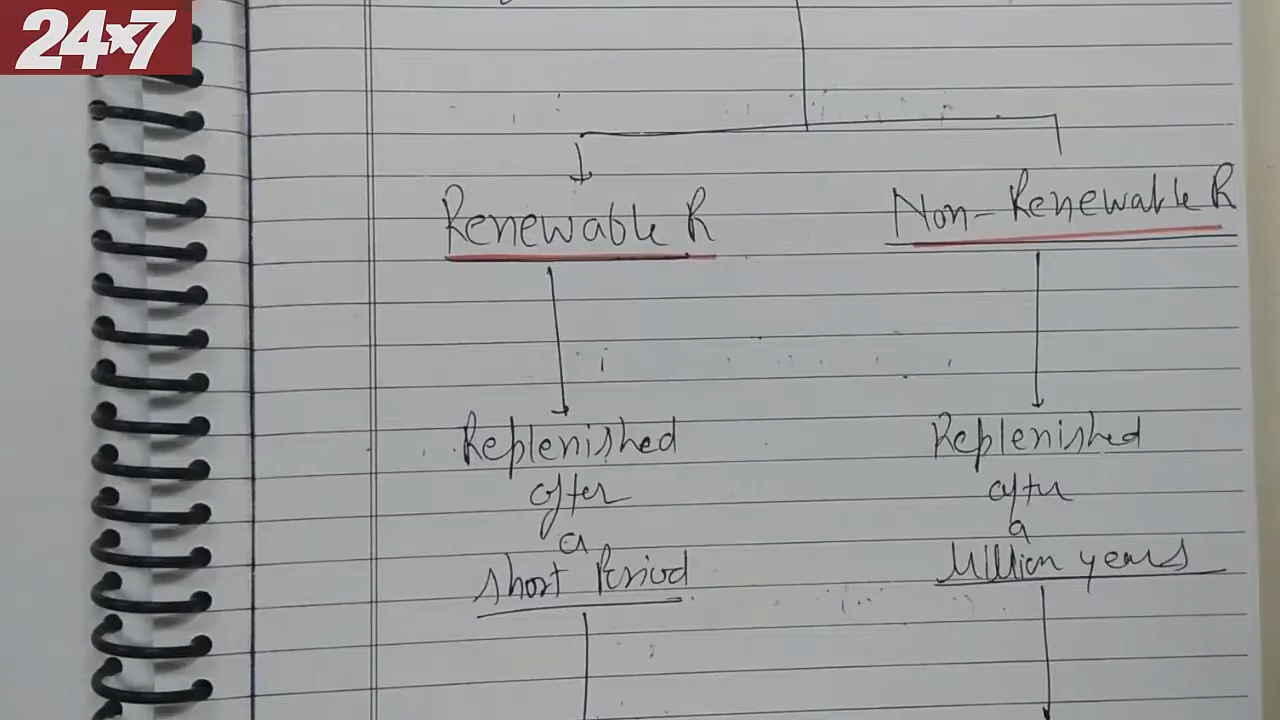 24x7
Renewable R
Non-Renewable R
Replenished
after
a
Short Period
Replenished
after
a
Million years